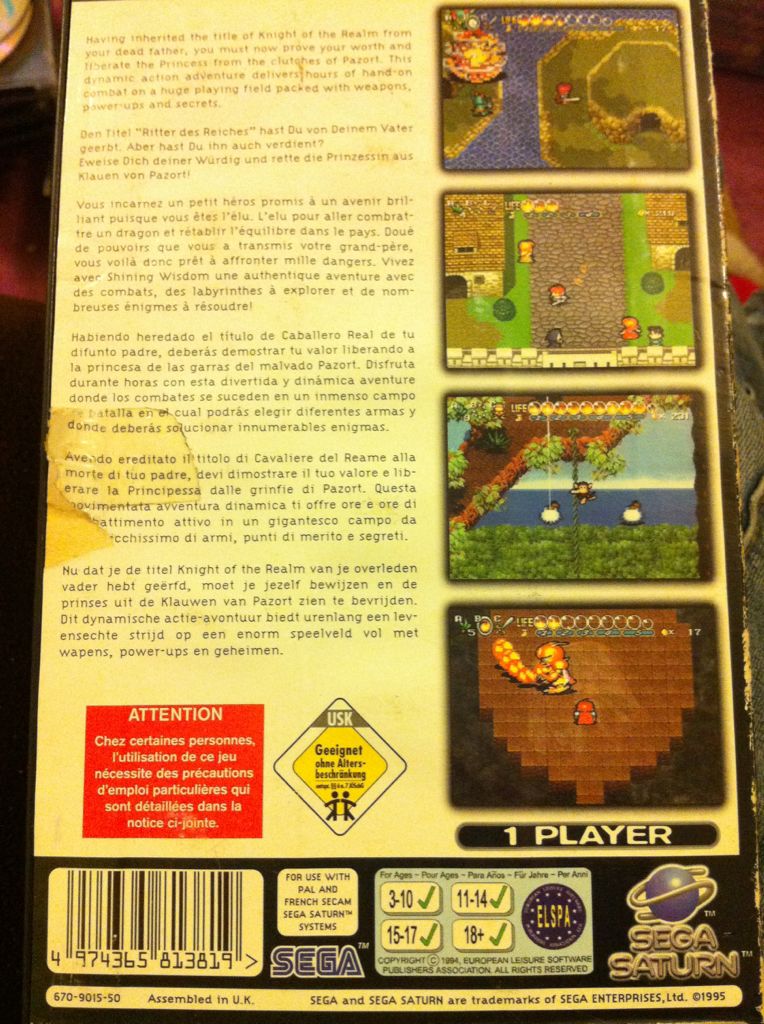 Having inherited the title of Knight of the Realm from
your dead father, you must now prove your worth and
liberate the Princess from the clutches of Pazort. This
dynamic action adventure delivers hours of hand-on
combat on a huge playing field packed with weapons,
power-ups and secrets.
Den Titel "Ritter des Reiches" hast Du von Deinem Vater
geerbt. Aber hast Du ihn auch verdient?
Eweise Dich deiner Würdig und rette die Prinzessin aus
Klauen von Pazort!
Vous incarnez un petit héros promis à un avenir bril-
liant puisque vous êtes l'élu. L'elu pour aller combat-
tre un dragon et rétablir l'équilibre dans le pays. Doué
de pouvoirs que vous a transmis votre grand-père,
vous voilà donc prêt à affronter mille dangers. Vivez
avec Shining Wisdom une authentique aventure avec
des combats, des labyrinthes à explorer et de nom-
breuses énigmes à résoudre!
Habiendo heredado el título de Caballero Real de tu
difunto padre, deberás demostrar tu valor liberando a
la princesa de las garras del malvado Pazort. Disfruta
durante horas con esta divertida y dinámica aventura
donde los combates se suceden en un inmenso campo
batalla en el cual podrás elegir diferentes armas y
donde deberás solucionar innumerables enigmas.
Avendo ereditato il titolo di Cavaliere del Reame alla
morte di tuo padre, devi dimostrare il tuo valore e lib-
erare la Principessa dalle grinfie di Pazort. Questa
movimentata avventura dinamica ti offre ore e ore di
battimento attivo in un gigantesco campo da
icchissimo di armi, punti di merito e segreti.
Nu dat je de titel Knight of the Realm van je overleden
vader hebt geërfd, moet je jezelf bewijzen en de
prinses uit de Klauwen van Pazort zien te bevrijden.
Dit dynamische actie-avontuur biedt urenlang een lev-
ensechte strijd op een enorm speelveld vol met
wapens, power-ups en geheimen.
LIFE
LIFE
LIFE
231
A B C LIFE
5 17
ATTENTION
Chez certaines personnes,
l'utilisation de ce jeu
nécessite des précautions
d'emploi particulières qui
sont détaillées dans la
notice ci-jointe.
USK
Geeignet
ohne Alters-
beschränkung
1 PLAYER
4 974365 813819 >
FOR USE WITH
PAL AND
FRENCH SECAM
SEGA SATURN™
SYSTEMS
SEGA™
For Ages - Pour Ages - Para Años - Für Jahre - Per Anni
3-10 ✓ 11-14 ✓
15-17 ✓ 18+ ✓
ELSPA
COPYRIGHT © 1994, EUROPEAN LEISURE SOFTWARE
PUBLISHERS ASSOCIATION. ALL RIGHTS RESERVED
™
SEGA
SATURN™
670-9015-50 Assembled in U.K. SEGA and SEGA SATURN are trademarks of SEGA ENTERPRISES, Ltd. ©1995